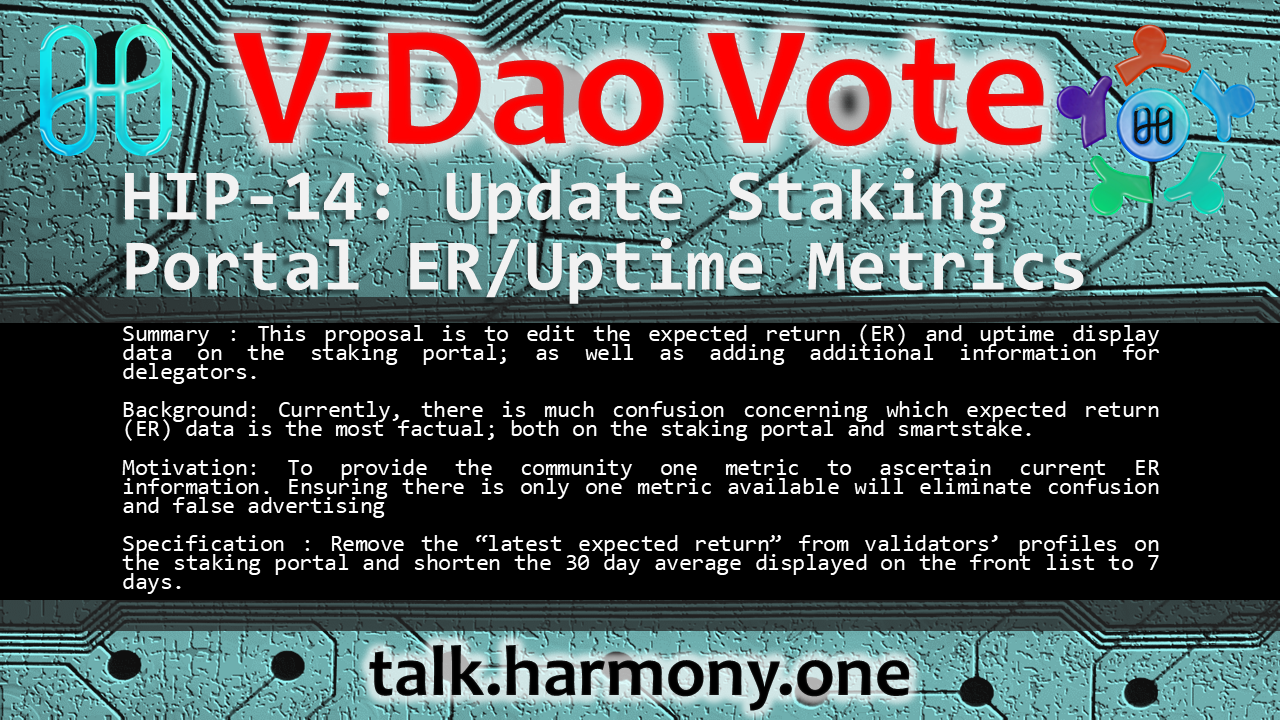 V-Dao Vote
HIP-14: Update Staking
Portal ER/Uptime Metrics
Summary : This proposal is to edit the expected return (ER) and uptime display
data on the staking portal; as well as adding additional information for
delegators.
Background: Currently, there is much confusion concerning which expected return
(ER) data is the most factual; both on the staking portal and smartstake.
Motivation: To provide the community one metric to ascertain current ER
information. Ensuring there is only one metric available will eliminate confusion
and false advertising
Specification : Remove the “latest expected return” from validators’ profiles on
the staking portal and shorten the 30 day average displayed on the front list to 7
days.
talk.harmony.one